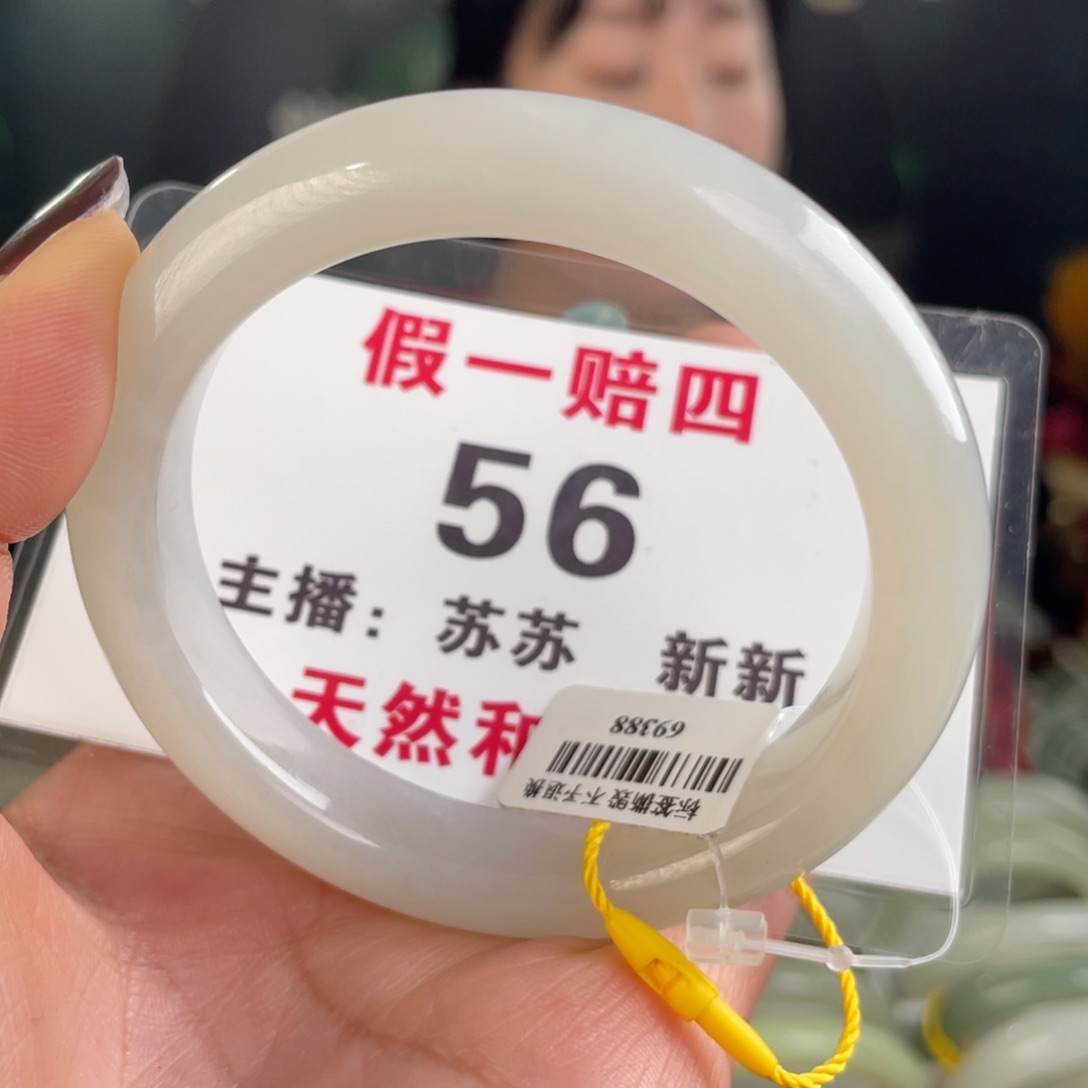 假一赔四
56
主播：苏苏 新新
天然和
69388
标签撕毁不予退换